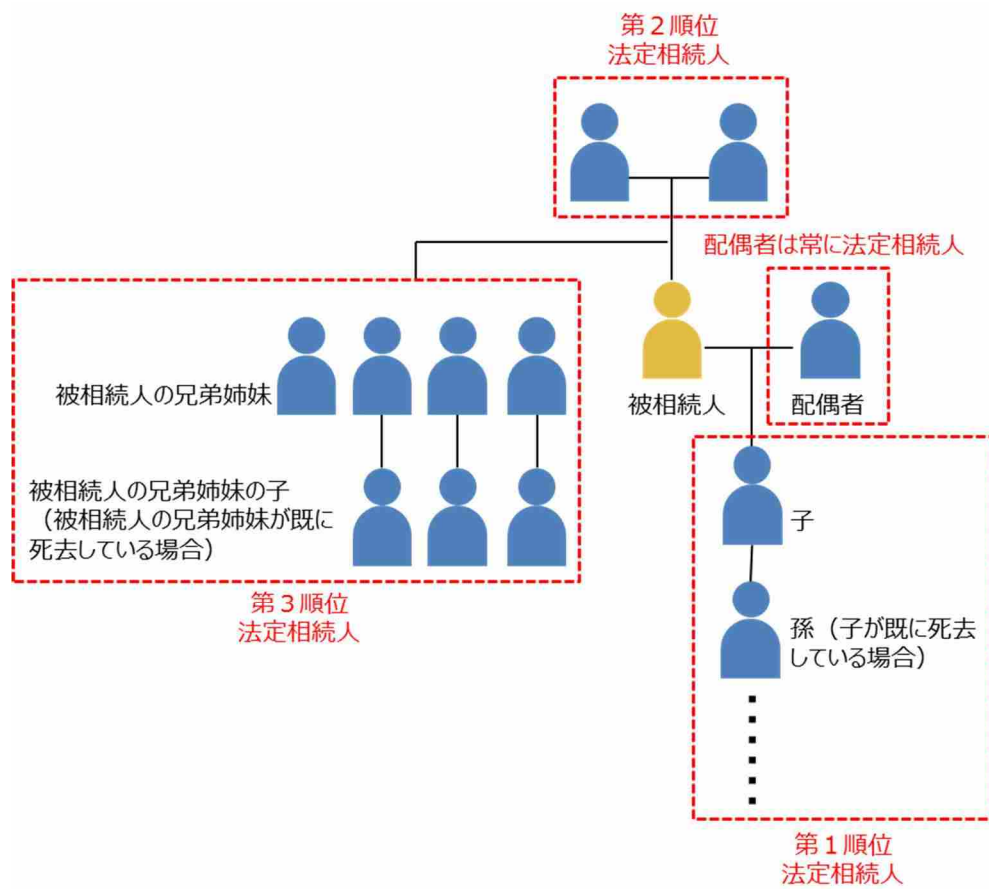 第２順位
法定相続人
配偶者は常に法定相続人
被相続人の兄弟姉妹
被相続人
配偶者
被相続人の兄弟姉妹の子
（被相続人の兄弟姉妹が既に
死去している場合）
子
第３順位
法定相続人
孫（子が既に死去
している場合）
第１順位
法定相続人